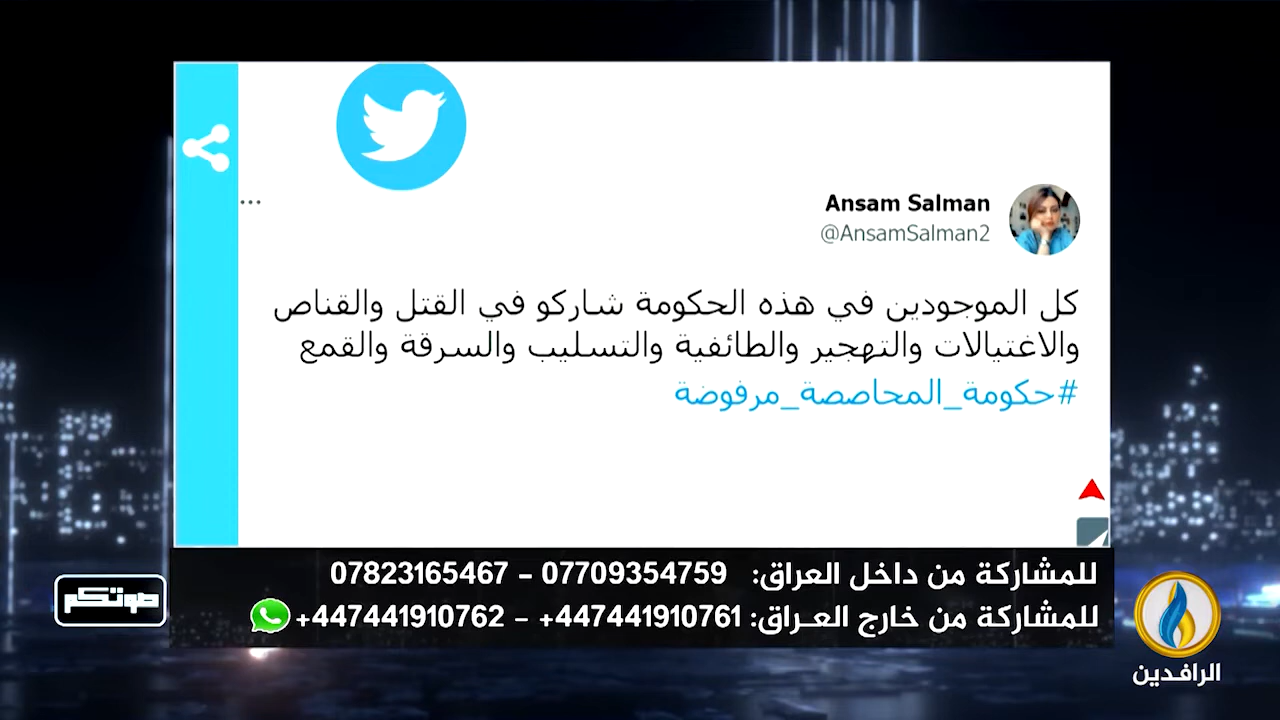 Ansam Salman
@AnsamSalman2
كل الموجودين في هذه الحكومة شاركو في القتل والقناص
والاغتيالات والتهجير والطائفية والتسليب والسرقة والقمع
#حكومة_المحاصصة_مرفوضة
للمشاركة من داخل العراق: 07709354759 - 07823165467
للمشاركة من خارج العـراق: 447441910761+ - 447441910762+
صوتكم
الرافدين